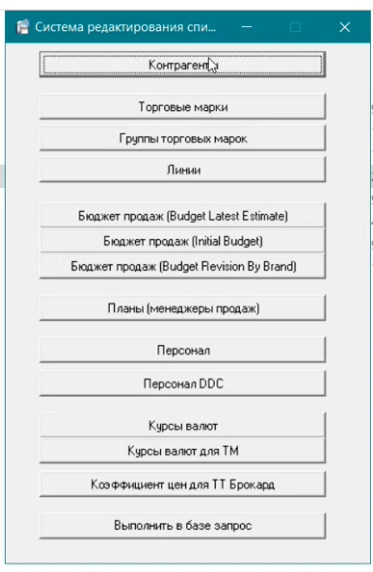 Система редактирования спи...
Контрагенты
Торговые марки
Группы торговых марок
Линии
Бюджет продаж (Budget Latest Estimate)
Бюджет продаж (Initial Budget)
Бюджет продаж (Budget Revision By Brand)
Планы (менеджеры продаж)
Персонал
Персонал DDC
Курсы валют
Курсы валют для ТМ
Коэффициент цен для ТТ Брокард
Выполнить в базе запрос